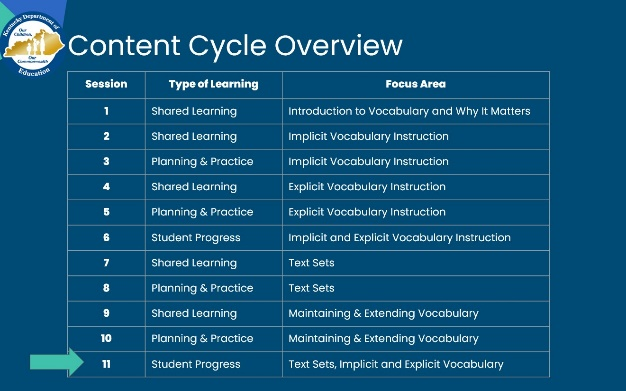 Kentucky Department of
Our
Children,
Our
Commonwealth
Education
Content Cycle Overview
Session Type of Learning Focus Area
1 Shared Learning Introduction to Vocabulary and Why It Matters
2 Shared Learning Implicit Vocabulary Instruction
3 Planning & Practice Implicit Vocabulary Instruction
4 Shared Learning Explicit Vocabulary Instruction
5 Planning & Practice Explicit Vocabulary Instruction
6 Student Progress Implicit and Explicit Vocabulary Instruction
7 Shared Learning Text Sets
8 Planning & Practice Text Sets
9 Shared Learning Maintaining & Extending Vocabulary
10 Planning & Practice Maintaining & Extending Vocabulary
11 Student Progress Text Sets, Implicit and Explicit Vocabulary